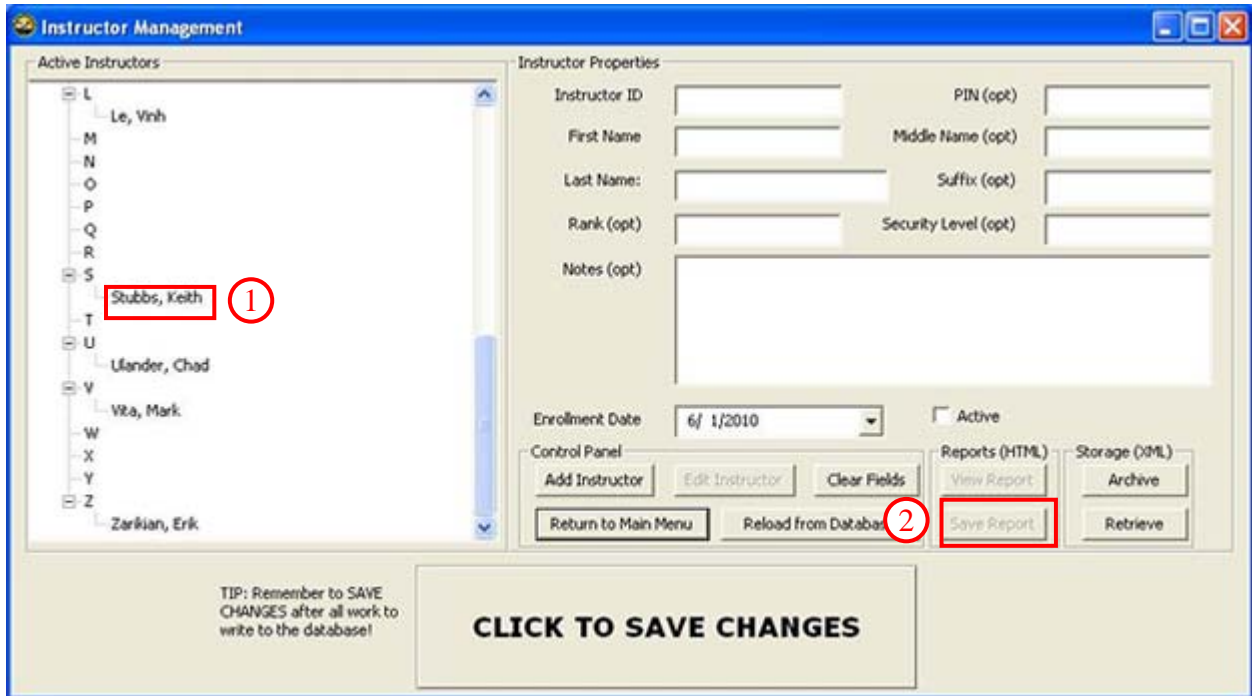 Instructor Management
Active Instructors
L
Le, Vinh
M
N
O
P
Q
R
S
Stubbs, Keith
1
T
U
Ulander, Chad
V
Vita, Mark
W
X
Y
Z
Zarikian, Erik
Instructor Properties
Instructor ID
PIN (opt)
First Name
Middle Name (opt)
Last Name:
Suffix (opt)
Rank (opt)
Security Level (opt)
Notes (opt)
Enrollment Date
6/ 1/2010
Active
Control Panel
Add Instructor
Edit Instructor
Clear Fields
Return to Main Menu
Reload from Databas
2
Reports (HTML)
View Report
Save Report
Storage (XML)
Archive
Retrieve
TIP: Remember to SAVE
CHANGES after all work to
write to the database!
CLICK TO SAVE CHANGES